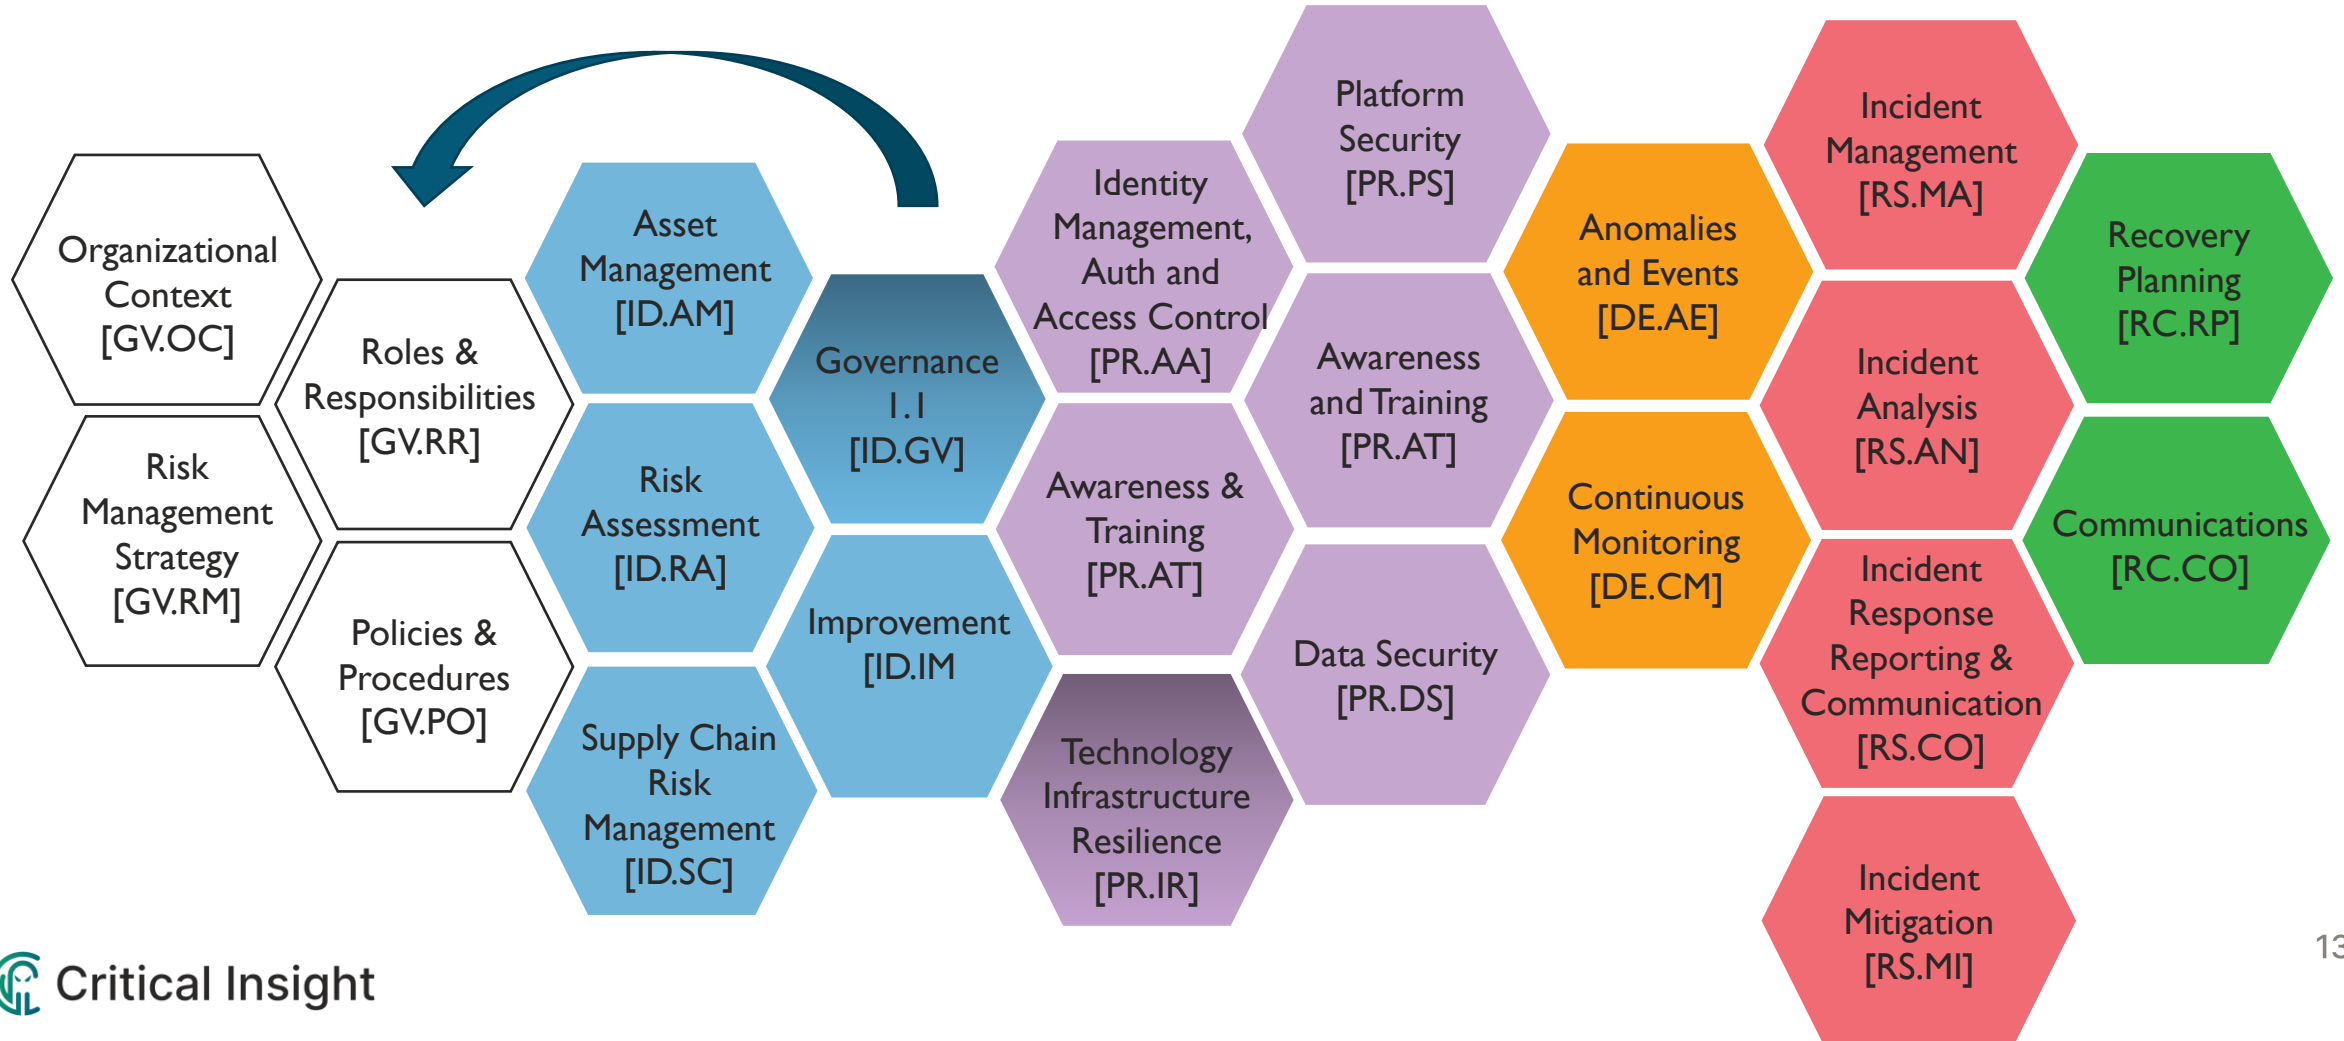 Organizational
Context
[GV.OC]
Risk
Management
Strategy
[GV.RM]
Roles &
Responsibilities
[GV.RR]
Policies &
Procedures
[GV.PO]
Asset
Management
[ID.AM]
Risk
Assessment
[ID.RA]
Supply Chain
Risk
Management
[ID.SC]
Governance
1.1
[ID.GV]
Improvement
[ID.IM
Identity
Management,
Auth and
Access Control
[PR.AA]
Awareness &
Training
[PR.AT]
Technology
Infrastructure
Resilience
[PR.IR]
Platform
Security
[PR.PS]
Awareness
and Training
[PR.AT]
Data Security
[PR.DS]
Anomalies
and Events
[DE.AE]
Continuous
Monitoring
[DE.CM]
Incident
Management
[RS.MA]
Incident
Analysis
[RS.AN]
Incident
Response
Reporting &
Communication
[RS.CO]
Incident
Mitigation
[RS.MI]
Recovery
Planning
[RC.RP]
Communications
[RC.CO]
Critical Insight
13